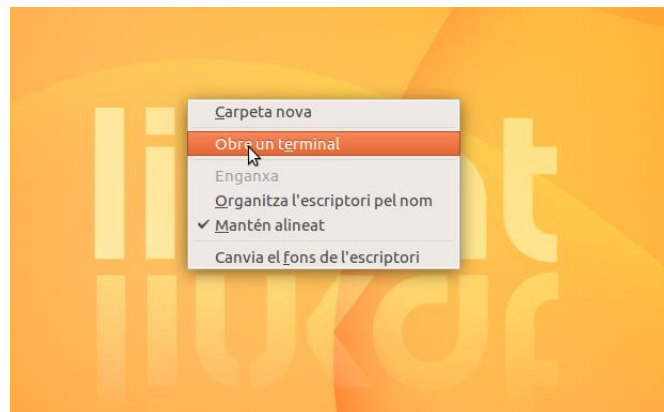 Carpeta nova
Obre un terminal
Enganxa
Organitza l'escriptori pel nom
✓ Mantén alineat
Canvia el fons de l'escriptori